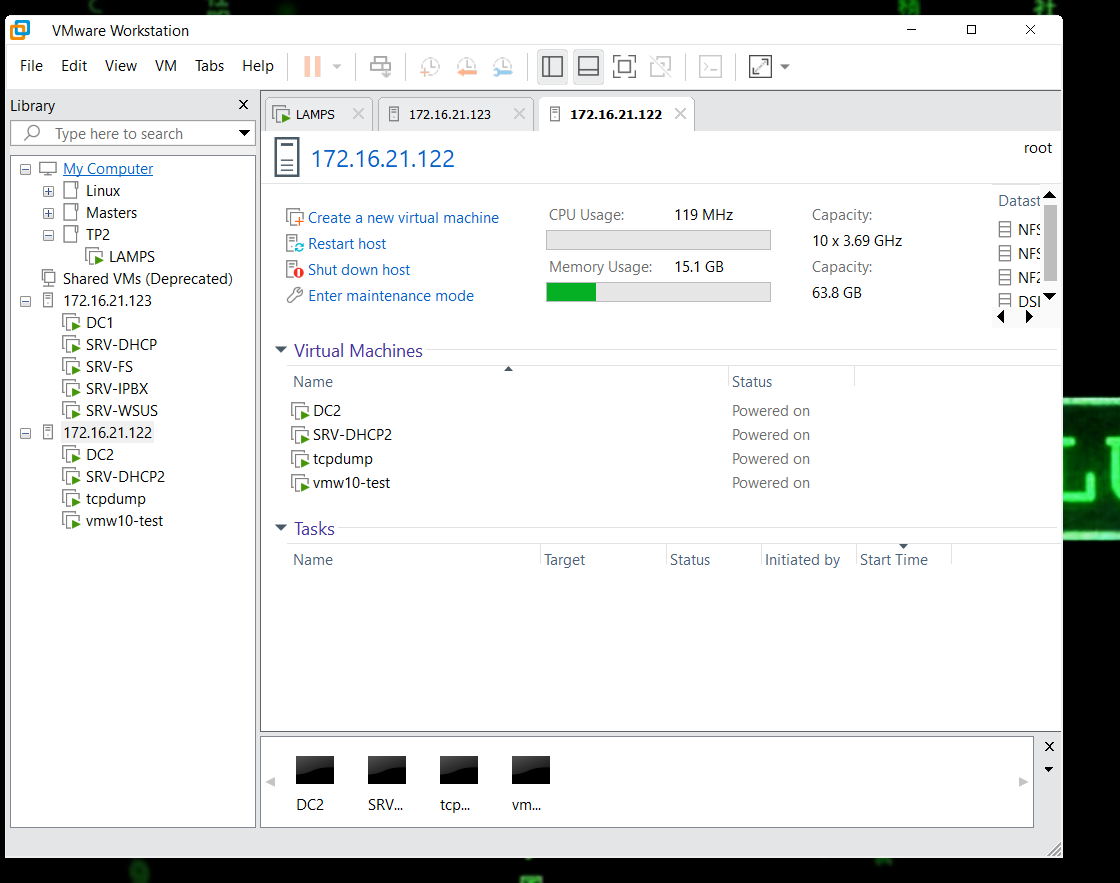 VMware Workstation
File Edit View VM Tabs Help
Library
Type here to search
My Computer
Linux
Masters
TP2
LAMPS
Shared VMs (Deprecated)
172.16.21.123
DC1
SRV-DHCP
SRV-FS
SRV-IPBX
SRV-WSUS
172.16.21.122
DC2
SRV-DHCP2
tcpdump
vmw10-test
LAMPS 172.16.21.123 172.16.21.122
172.16.21.122
root
Create a new virtual machine
Restart host
Shut down host
Enter maintenance mode
CPU Usage: 119 MHz
Memory Usage: 15.1 GB
Capacity:
10 x 3.69 GHz
Capacity:
63.8 GB
Datast
NFS
NFS
Virtual Machines
Name Status
DC2 Powered on
SRV-DHCP2 Powered on
tcpdump Powered on
vmw10-test Powered on
Tasks
Name Target Status Initiated by Start Time
DC2 SRV... tcp... vm...